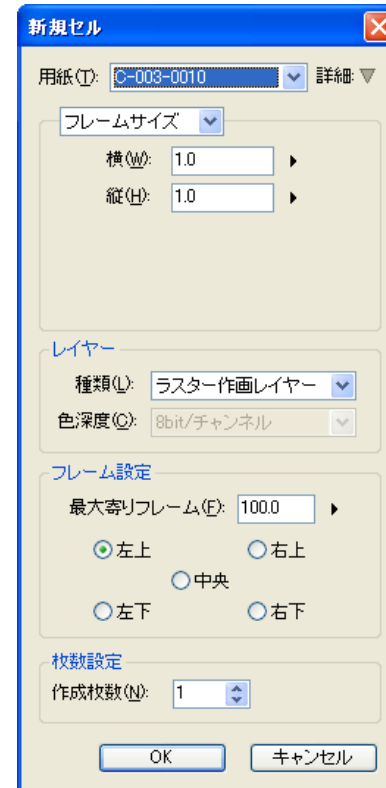 新規セル
用紙(T): C-003-0010 詳細:
フレームサイズ
横(W): 1.0
縦(H): 1.0
レイヤー
種類(L): ラスター作画レイヤー
色深度(C): 8bit/チャンネル
フレーム設定
最大寄りフレーム(F): 100.0
左上 右上
中央
左下 右下
枚数設定
作成枚数(N): 1
OK キャンセル